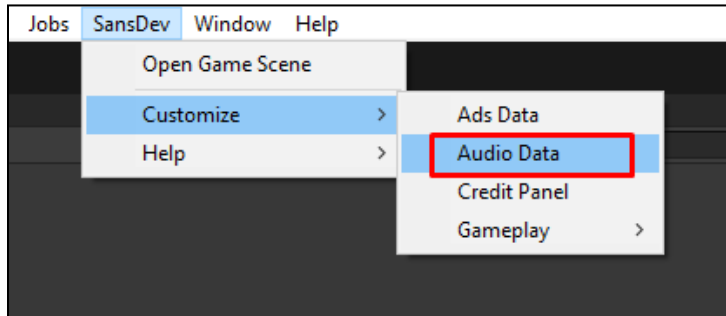 Jobs SansDev Window Help
Open Game Scene
Customize >
Help >
Ads Data
Audio Data
Credit Panel
Gameplay >